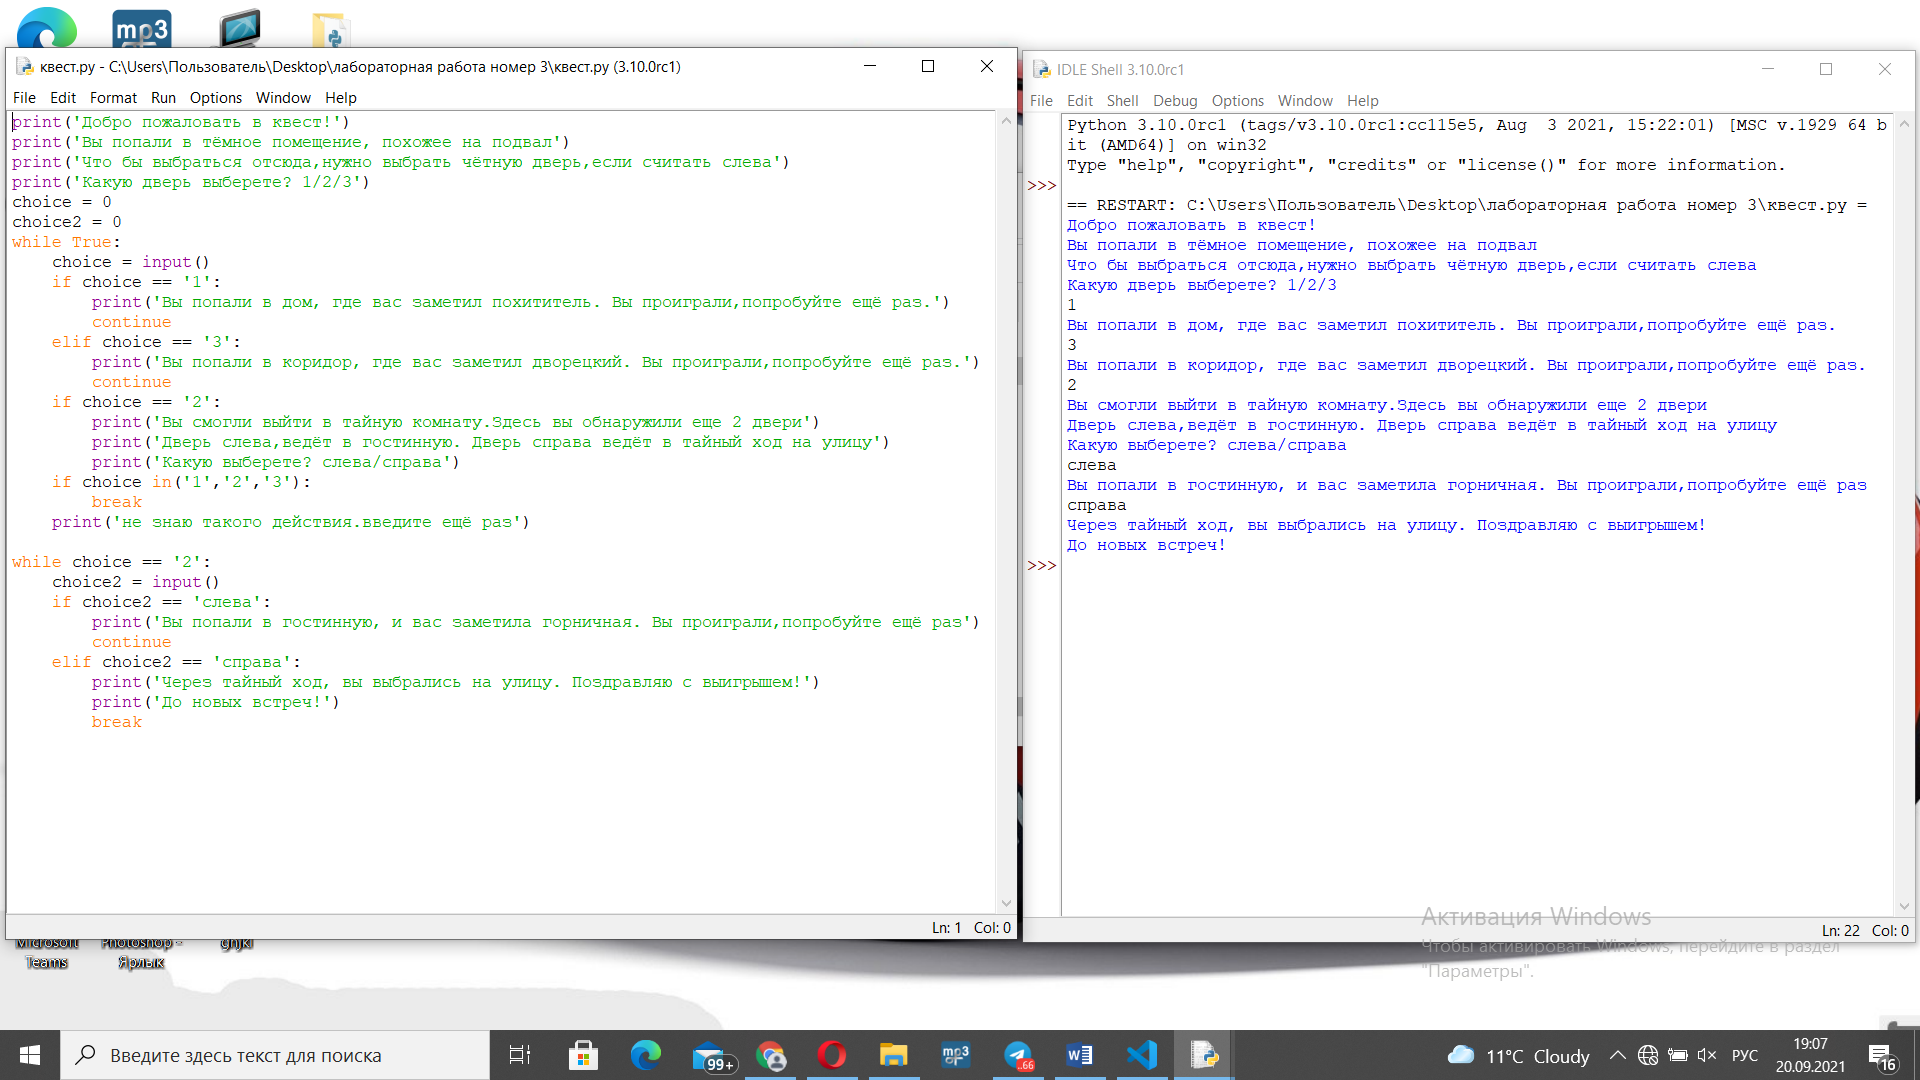 mp3
квест.py - C:\Users\Пользователь\Desktop\лабораторная работа номер 3\квест.py (3.10.0rc1)
File Edit Format Run Options Window Help
print('Добро пожаловать в квест!')
print('Вы попали в тёмное помещение, похожее на подвал')
print('Что бы выбраться отсюда,нужно выбрать чётную дверь,если считать слева')
print('Какую дверь выберете? 1/2/3')
choice = 0
choice2 = 0
while True:
    choice = input()
    if choice == '1':
        print('Вы попали в дом, где вас заметил похититель. Вы проиграли,попробуйте ещё раз.')
        continue
    elif choice == '3':
        print('Вы попали в коридор, где вас заметил дворецкий. Вы проиграли,попробуйте ещё раз.')
        continue
    if choice == '2':
        print('Вы смогли выйти в тайную комнату.Здесь вы обнаружили еще 2 двери')
        print('Дверь слева,ведёт в гостинную. Дверь справа ведёт в тайный ход на улицу')
        print('Какую выберете? слева/справа')
    if choice in('1','2','3'):
        break
    print('не знаю такого действия.введите ещё раз')
while choice == '2':
    choice2 = input()
    if choice2 == 'слева':
        print('Вы попали в гостинную, и вас заметила горничная. Вы проиграли,попробуйте ещё раз')
        continue
    elif choice2 == 'справа':
        print('Через тайный ход, вы выбрались на улицу. Поздравляю с выигрышем!')
        print('До новых встреч!')
        break
Ln: 1 Col: 0
IDLE Shell 3.10.0rc1
File Edit Shell Debug Options Window Help
Python 3.10.0rc1 (tags/v3.10.0rc1:cc115e5, Aug  3 2021, 15:22:01) [MSC v.1929 64 b
it (AMD64)] on win32
Type "help", "copyright", "credits" or "license()" for more information.
>>>
== RESTART: C:\Users\Пользователь\Desktop\лабораторная работа номер 3\квест.py =
Добро пожаловать в квест!
Вы попали в тёмное помещение, похожее на подвал
Что бы выбраться отсюда,нужно выбрать чётную дверь,если считать слева
Какую дверь выберете? 1/2/3
1
Вы попали в дом, где вас заметил похититель. Вы проиграли,попробуйте ещё раз.
3
Вы попали в коридор, где вас заметил дворецкий. Вы проиграли,попробуйте ещё раз.
2
Вы смогли выйти в тайную комнату.Здесь вы обнаружили еще 2 двери
Дверь слева,ведёт в гостинную. Дверь справа ведёт в тайный ход на улицу
Какую выберете? слева/справа
слева
Вы попали в гостинную, и вас заметила горничная. Вы проиграли,попробуйте ещё раз
справа
Через тайный ход, вы выбрались на улицу. Поздравляю с выигрышем!
До новых встреч!
>>>
Активация Windows
Чтобы активировать Windows, перейдите в раздел
"Параметры".
Ln: 22 Col: 0
Microsoft
Teams
Photoshop -
Ярлык
ghjkl
Введите здесь текст для поиска
99+
mp3
..66
11°C Cloudy
РУС
19:07
20.09.2021
16